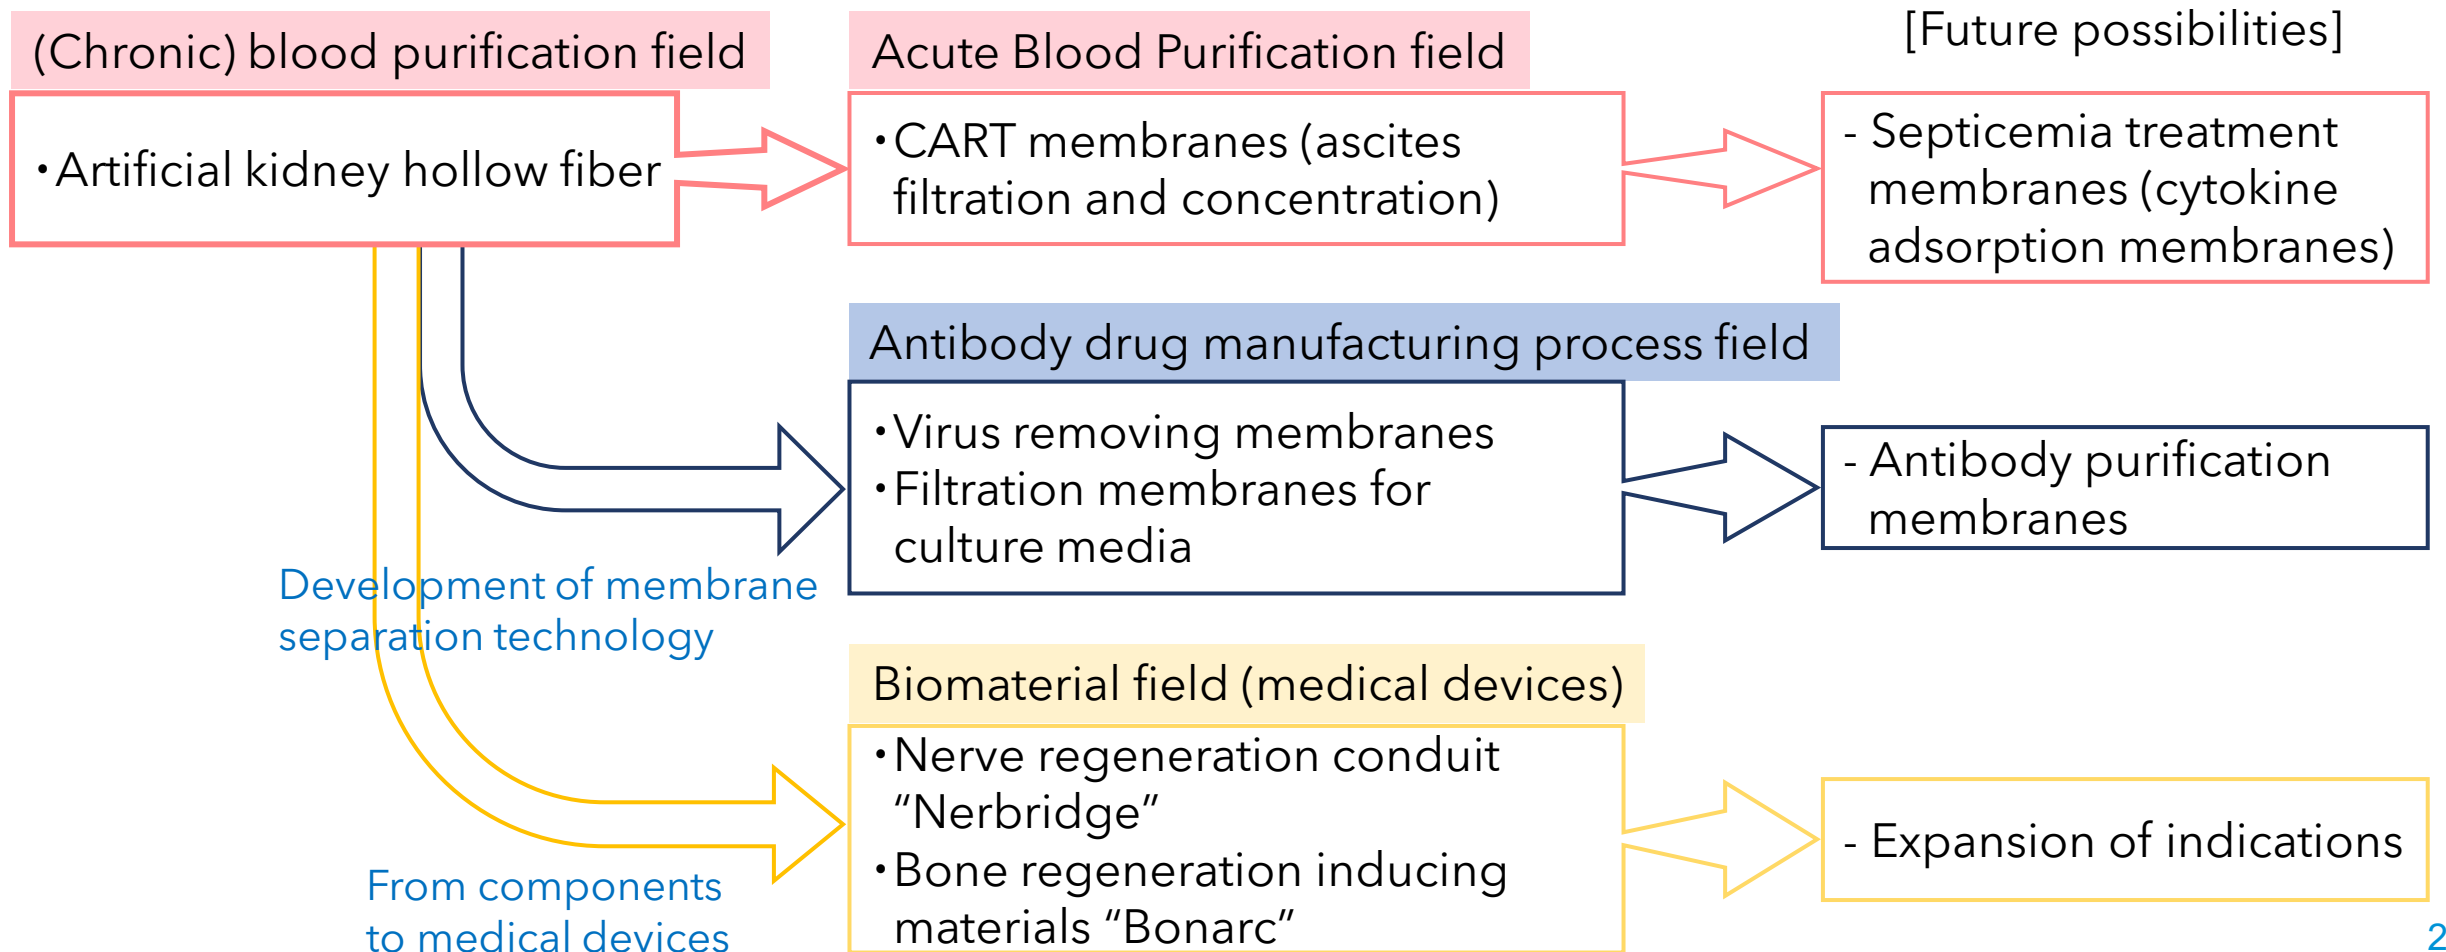 (Chronic) blood purification field
・Artificial kidney hollow fiber
Acute Blood Purification field
・CART membranes (ascites
filtration and concentration)
[Future possibilities]
- Septicemia treatment
membranes (cytokine
adsorption membranes)
Antibody drug manufacturing process field
・Virus removing membranes
・Filtration membranes for
culture media
- Antibody purification
membranes
Development of membrane
separation technology
Biomaterial field (medical devices)
・Nerve regeneration conduit
“Nerbridge”
・Bone regeneration inducing
materials “Bonarc”
- Expansion of indications
From components
to medical devices
2